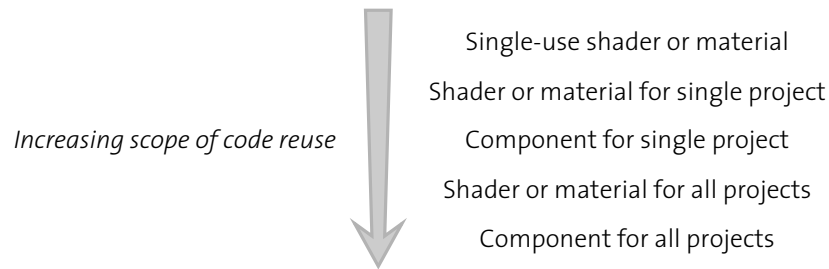 Single-use shader or material
Shader or material for single project
Increasing scope of code reuse
Component for single project
Shader or material for all projects
Component for all projects